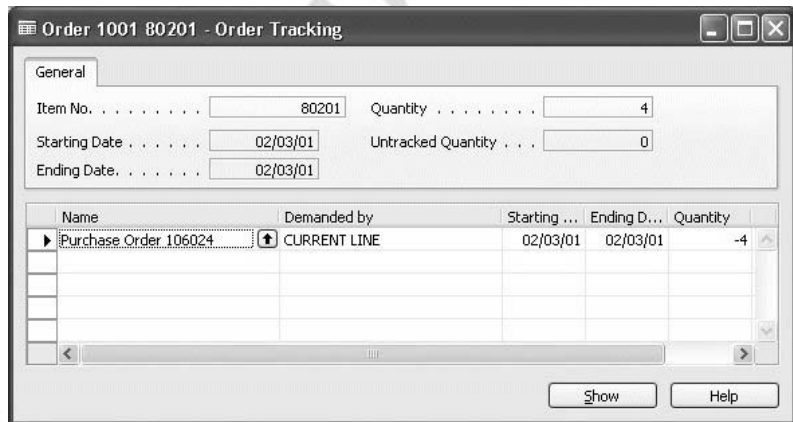 Order 1001 80201 - Order Tracking
General
Item No. . . . . . . . . . 80201 Quantity . . . . . . . . 4
Starting Date . . . . . . 02/03/01 Untracked Quantity . . . 0
Ending Date. . . . . . . 02/03/01
Name Demanded by Starting ... Ending D... Quantity
Purchase Order 106024 CURRENT LINE 02/03/01 02/03/01 -4
Show Help